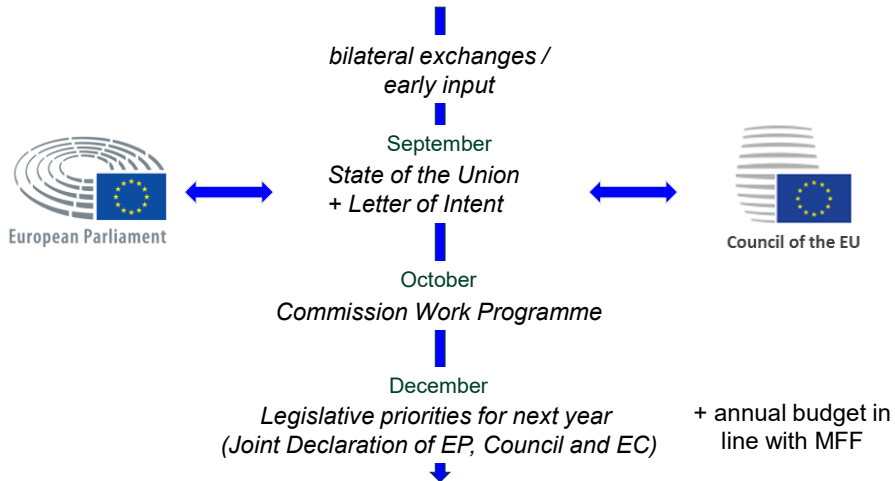 bilateral exchanges /
early input
September
State of the Union
+ Letter of Intent
European Parliament
Council of the EU
October
Commission Work Programme
December
Legislative priorities for next year
(Joint Declaration of EP, Council and EC)
+ annual budget in
line with MFF